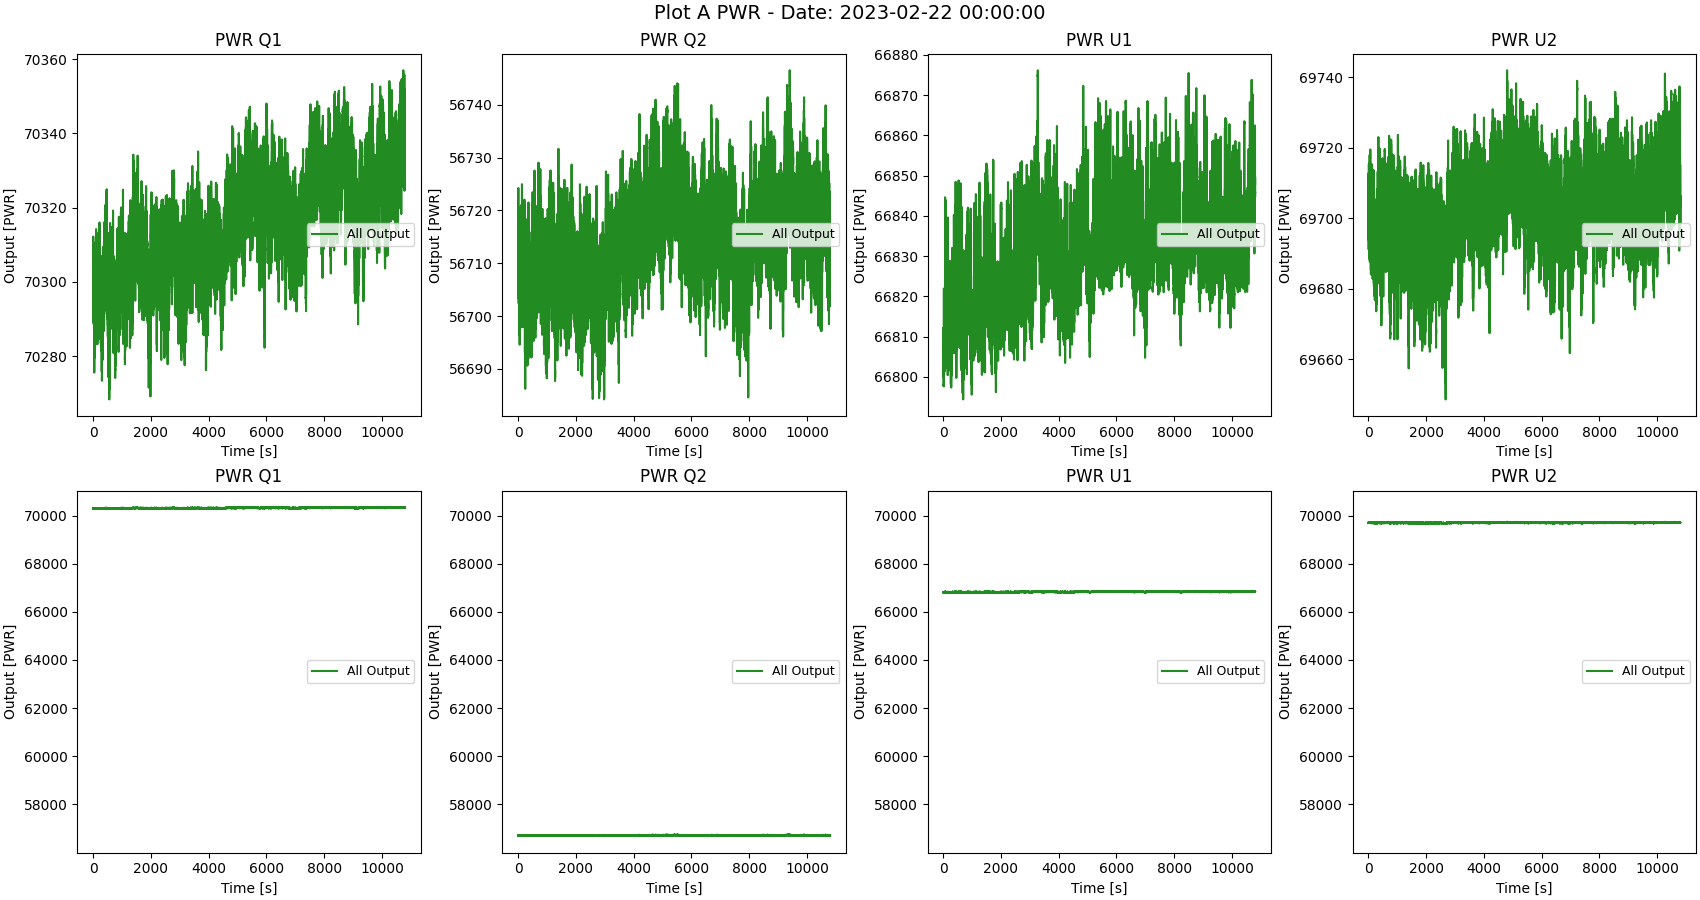 Plot A PWR - Date: 2023-02-22 00:00:00
PWR Q1
Output [PWR]
70360
70340
70320
70300
70280
All Output
0 2000 4000 6000 8000 10000
Time [s]
PWR Q2
Output [PWR]
56740
56730
56720
56710
56700
56690
All Output
0 2000 4000 6000 8000 10000
Time [s]
PWR U1
Output [PWR]
66880
66870
66860
66850
66840
66830
66820
66810
66800
All Output
0 2000 4000 6000 8000 10000
Time [s]
PWR U2
Output [PWR]
69740
69720
69700
69680
69660
All Output
0 2000 4000 6000 8000 10000
Time [s]
PWR Q1
Output [PWR]
70000
68000
66000
64000
62000
60000
58000
All Output
0 2000 4000 6000 8000 10000
Time [s]
PWR Q2
Output [PWR]
70000
68000
66000
64000
62000
60000
58000
All Output
0 2000 4000 6000 8000 10000
Time [s]
PWR U1
Output [PWR]
70000
68000
66000
64000
62000
60000
58000
All Output
0 2000 4000 6000 8000 10000
Time [s]
PWR U2
Output [PWR]
70000
68000
66000
64000
62000
60000
58000
All Output
0 2000 4000 6000 8000 10000
Time [s]